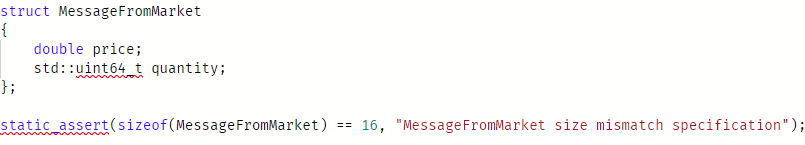 struct MessageFromMarket
{
    double price;
    std::uint64_t quantity;
};
static_assert(sizeof(MessageFromMarket) == 16, "MessageFromMarket size mismatch specification");